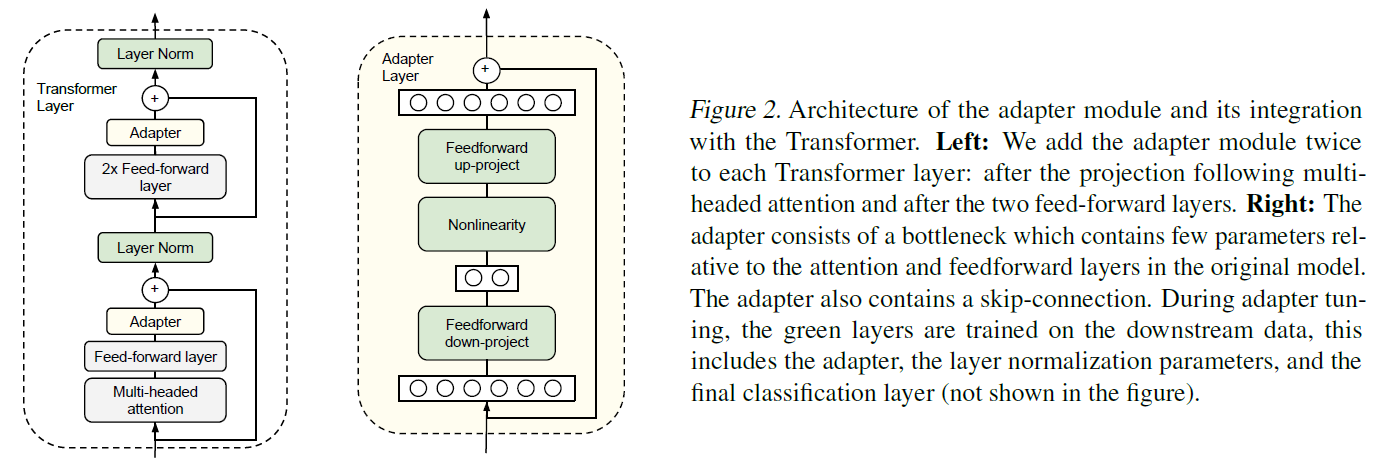 Layer Norm
Transformer
Layer
+
Adapter
2x Feed-forward
layer
Layer Norm
+
Adapter
Feed-forward layer
Multi-headed
attention
Adapter
Layer
+
Feedforward
up-project
Nonlinearity
Feedforward
down-project
Figure 2. Architecture of the adapter module and its integration
with the Transformer. Left: We add the adapter module twice
to each Transformer layer: after the projection following multi-
headed attention and after the two feed-forward layers. Right: The
adapter consists of a bottleneck which contains few parameters rel-
ative to the attention and feedforward layers in the original model.
The adapter also contains a skip-connection. During adapter tun-
ing, the green layers are trained on the downstream data, this
includes the adapter, the layer normalization parameters, and the
final classification layer (not shown in the figure).